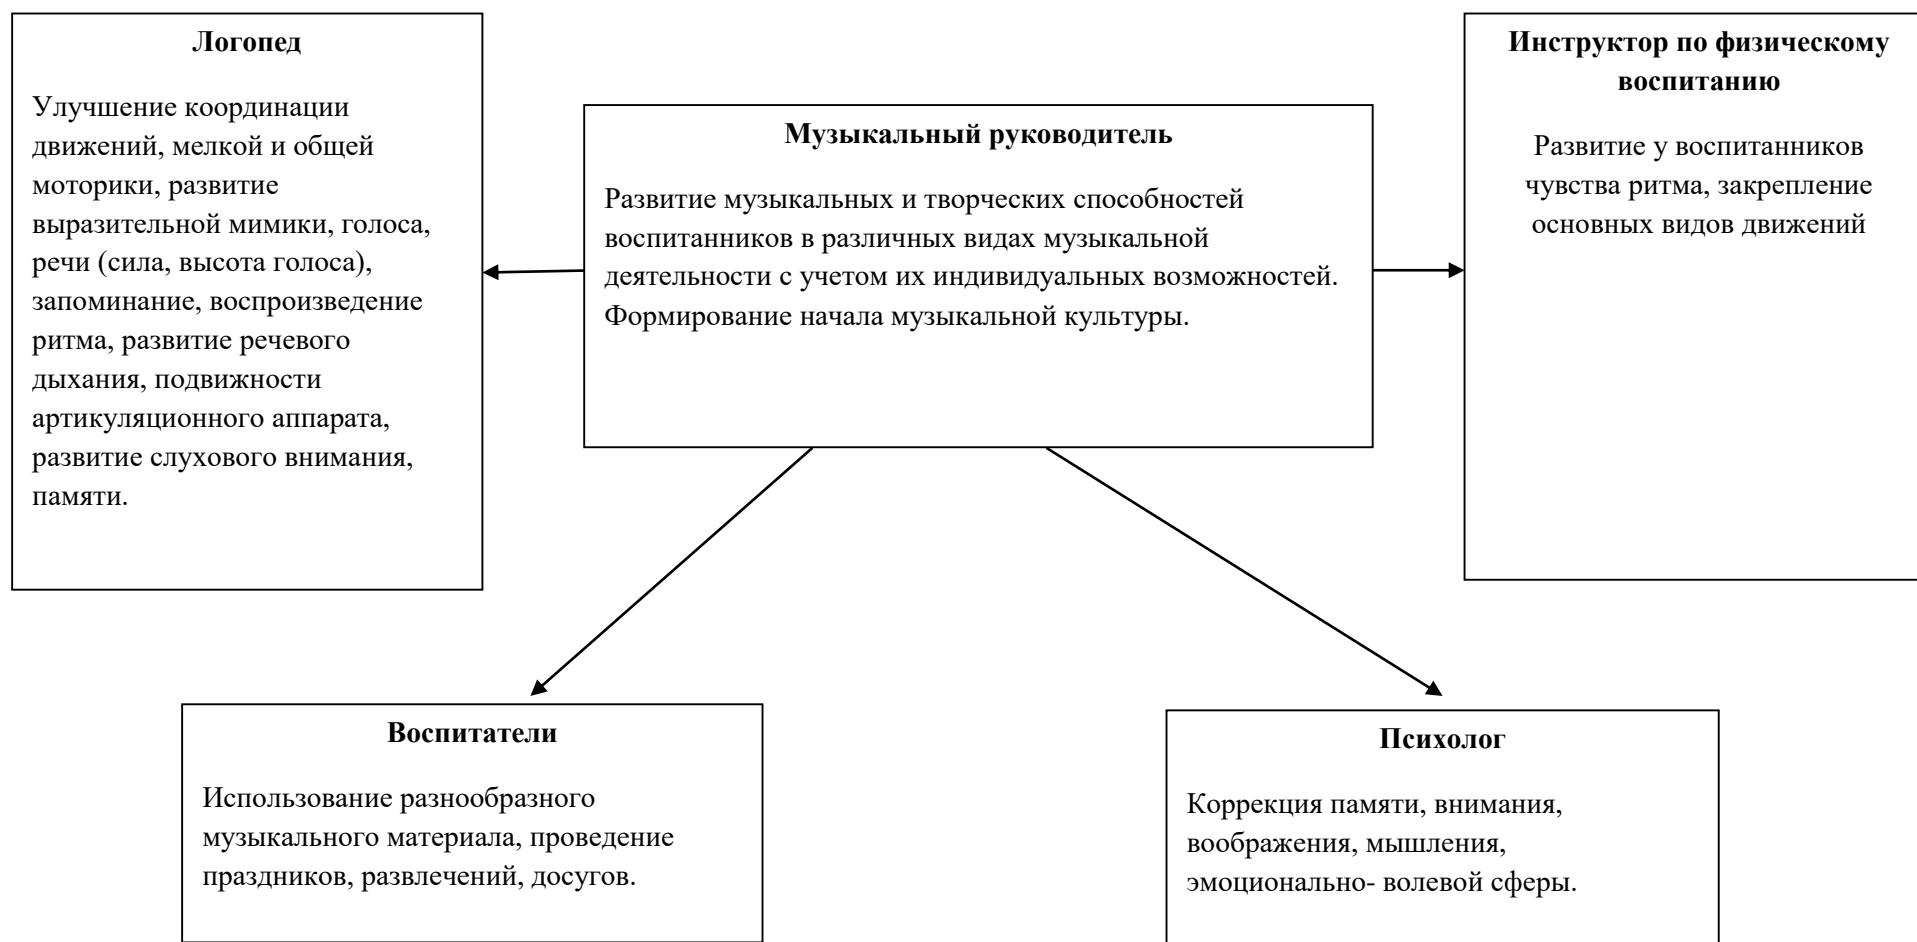 Логопед
Улучшение координации
движений, мелкой и общей
моторики, развитие
выразительной мимики, голоса,
речи (сила, высота голоса),
запоминание, воспроизведение
ритма, развитие речевого
дыхания, подвижности
артикуляционного аппарата,
развитие слухового внимания,
памяти.
Музыкальный руководитель
Развитие музыкальных и творческих способностей
воспитанников в различных видах музыкальной
деятельности с учетом их индивидуальных возможностей.
Формирование начала музыкальной культуры.
Инструктор по физическому
воспитанию
Развитие у воспитанников
чувства ритма, закрепление
основных видов движений
Воспитатели
Использование разнообразного
музыкального материала, проведение
праздников, развлечений, досугов.
Психолог
Коррекция памяти, внимания,
воображения, мышления,
эмоционально- волевой сферы.